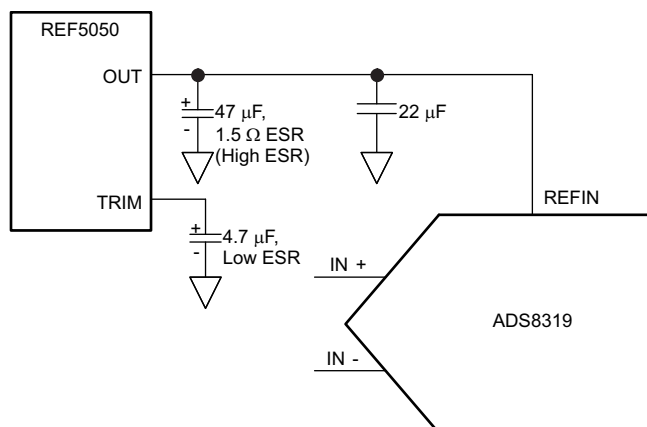 REF5050
OUT
+
47 μF,
1.5 Ω ESR
(High ESR)
-
22 μF
TRIM
+
4.7 μF,
Low ESR
-
REFIN
IN +
ADS8319
IN -